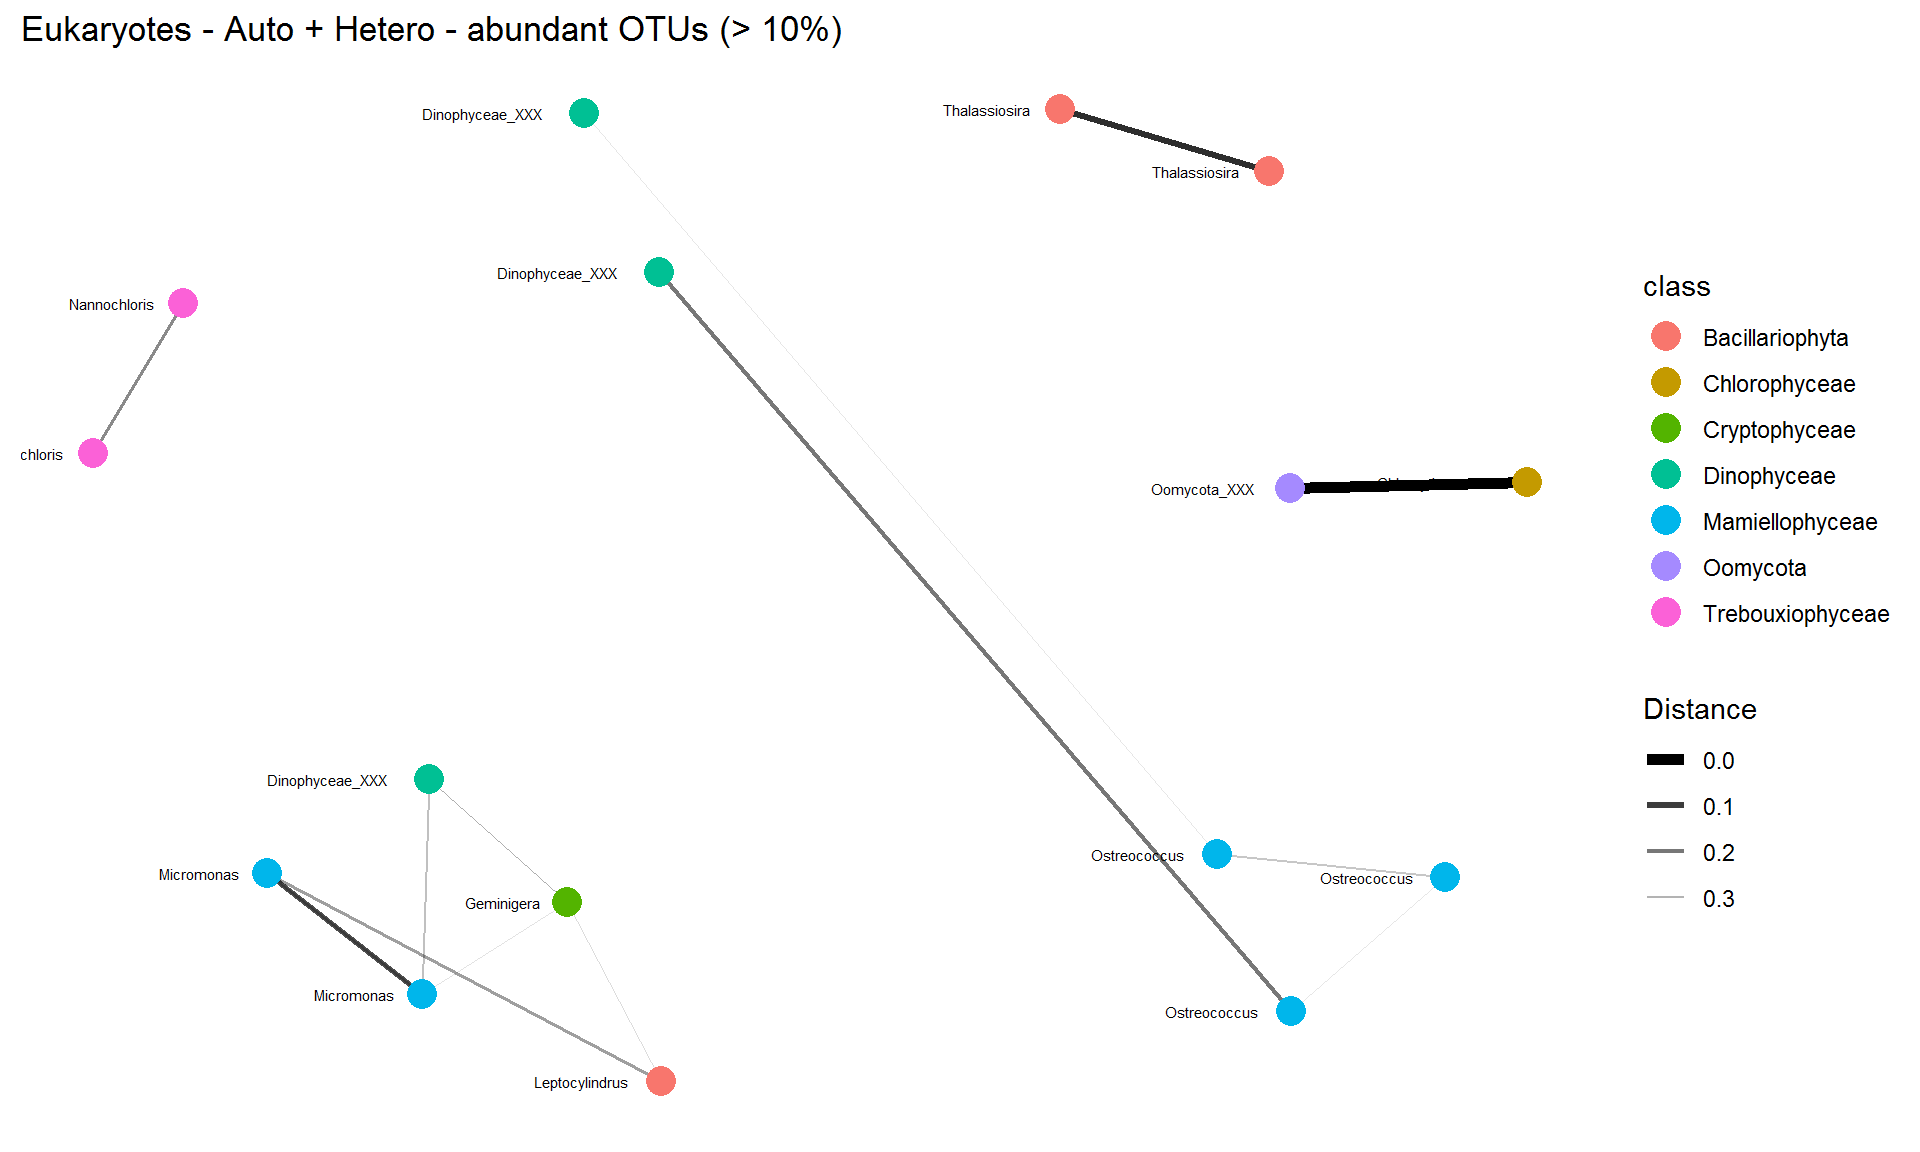 Eukaryotes - Auto + Hetero - abundant OTUs (> 10%)
Thalassiosira
Dinophyceae_XXX
Thalassiosira
Dinophyceae_XXX
Nannochloris
chloris
Oomycota_XXX
Dinophyceae_XXX
Ostreococcus
Micromonas
Ostreococcus
Geminigera
Micromonas
Ostreococcus
Leptocylindrus
class
Bacillariophyta
Chlorophyceae
Cryptophyceae
Dinophyceae
Mamiellophyceae
Oomycota
Trebouxiophyceae
Distance
0.0
0.1
0.2
0.3